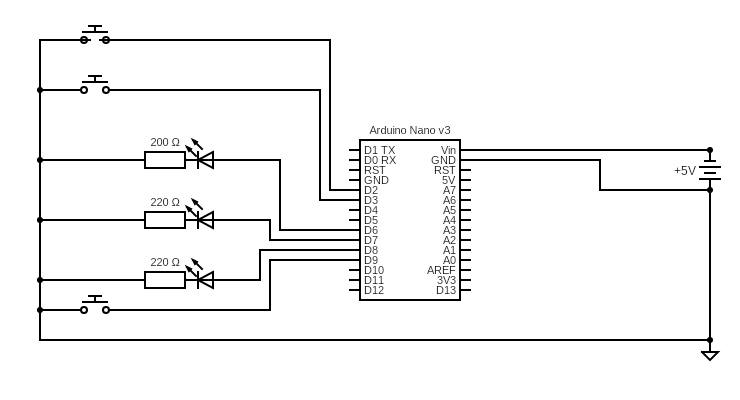 Arduino Nano v3
200 Ω
D1 TX Vin
D0 RX GND
RST RST
GND 5V
D2 A7
D3 A6
D4 A5
D5 A4
D6 A3
D7 A2
D8 A1
D9 A0
D10 AREF
D11 3V3
D12 D13
+5V
220 Ω
220 Ω